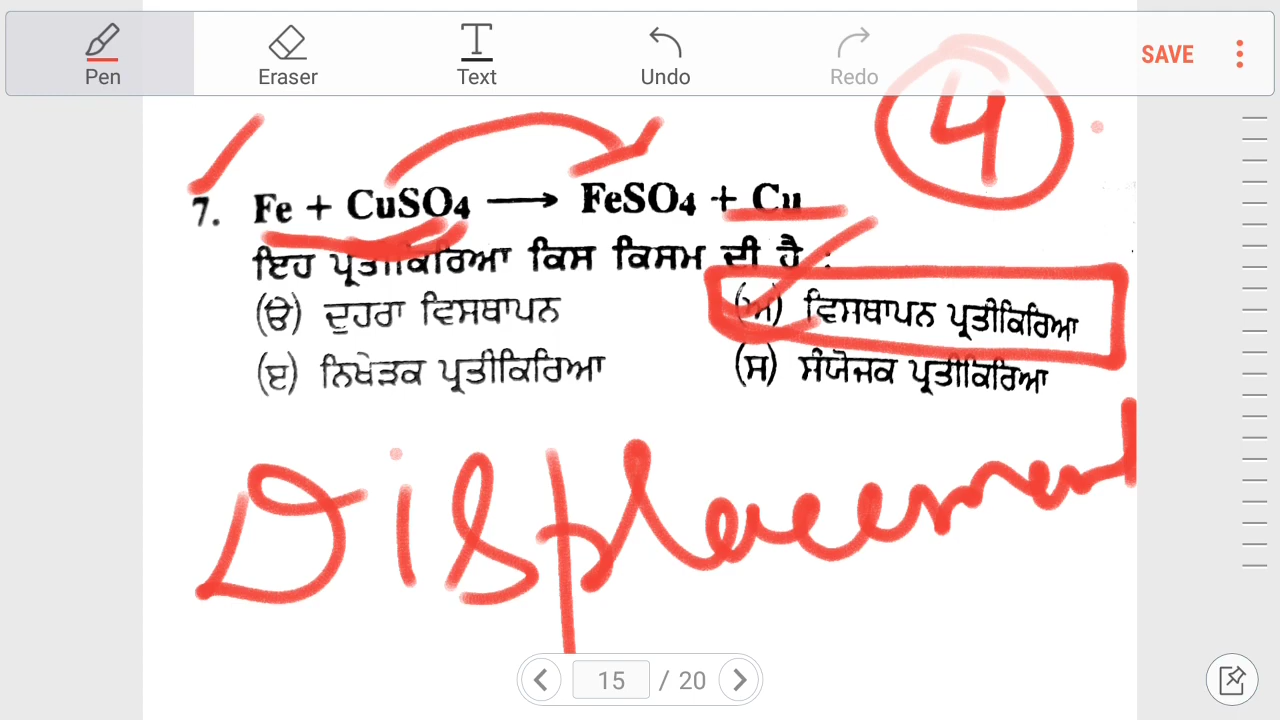 Pen Eraser Text Undo Redo SAVE
4
7. Fe + CuSO₄ ⟶ FeSO₄ + Cu
ਇਹ ਪ੍ਰਤੀਕਿਰਿਆ ਕਿਸ ਕਿਸਮ ਦੀ ਹੈ :
(ੳ) ਦੁਹਰਾ ਵਿਸਥਾਪਨ (ਅ) ਵਿਸਥਾਪਨ ਪ੍ਰਤੀਕਿਰਿਆ
(ੲ) ਨਿਖੇੜਕ ਪ੍ਰਤੀਕਿਰਿਆ (ਸ) ਸੰਯੋਜਕ ਪ੍ਰਤੀਕਿਰਿਆ
Displacement
15 / 20